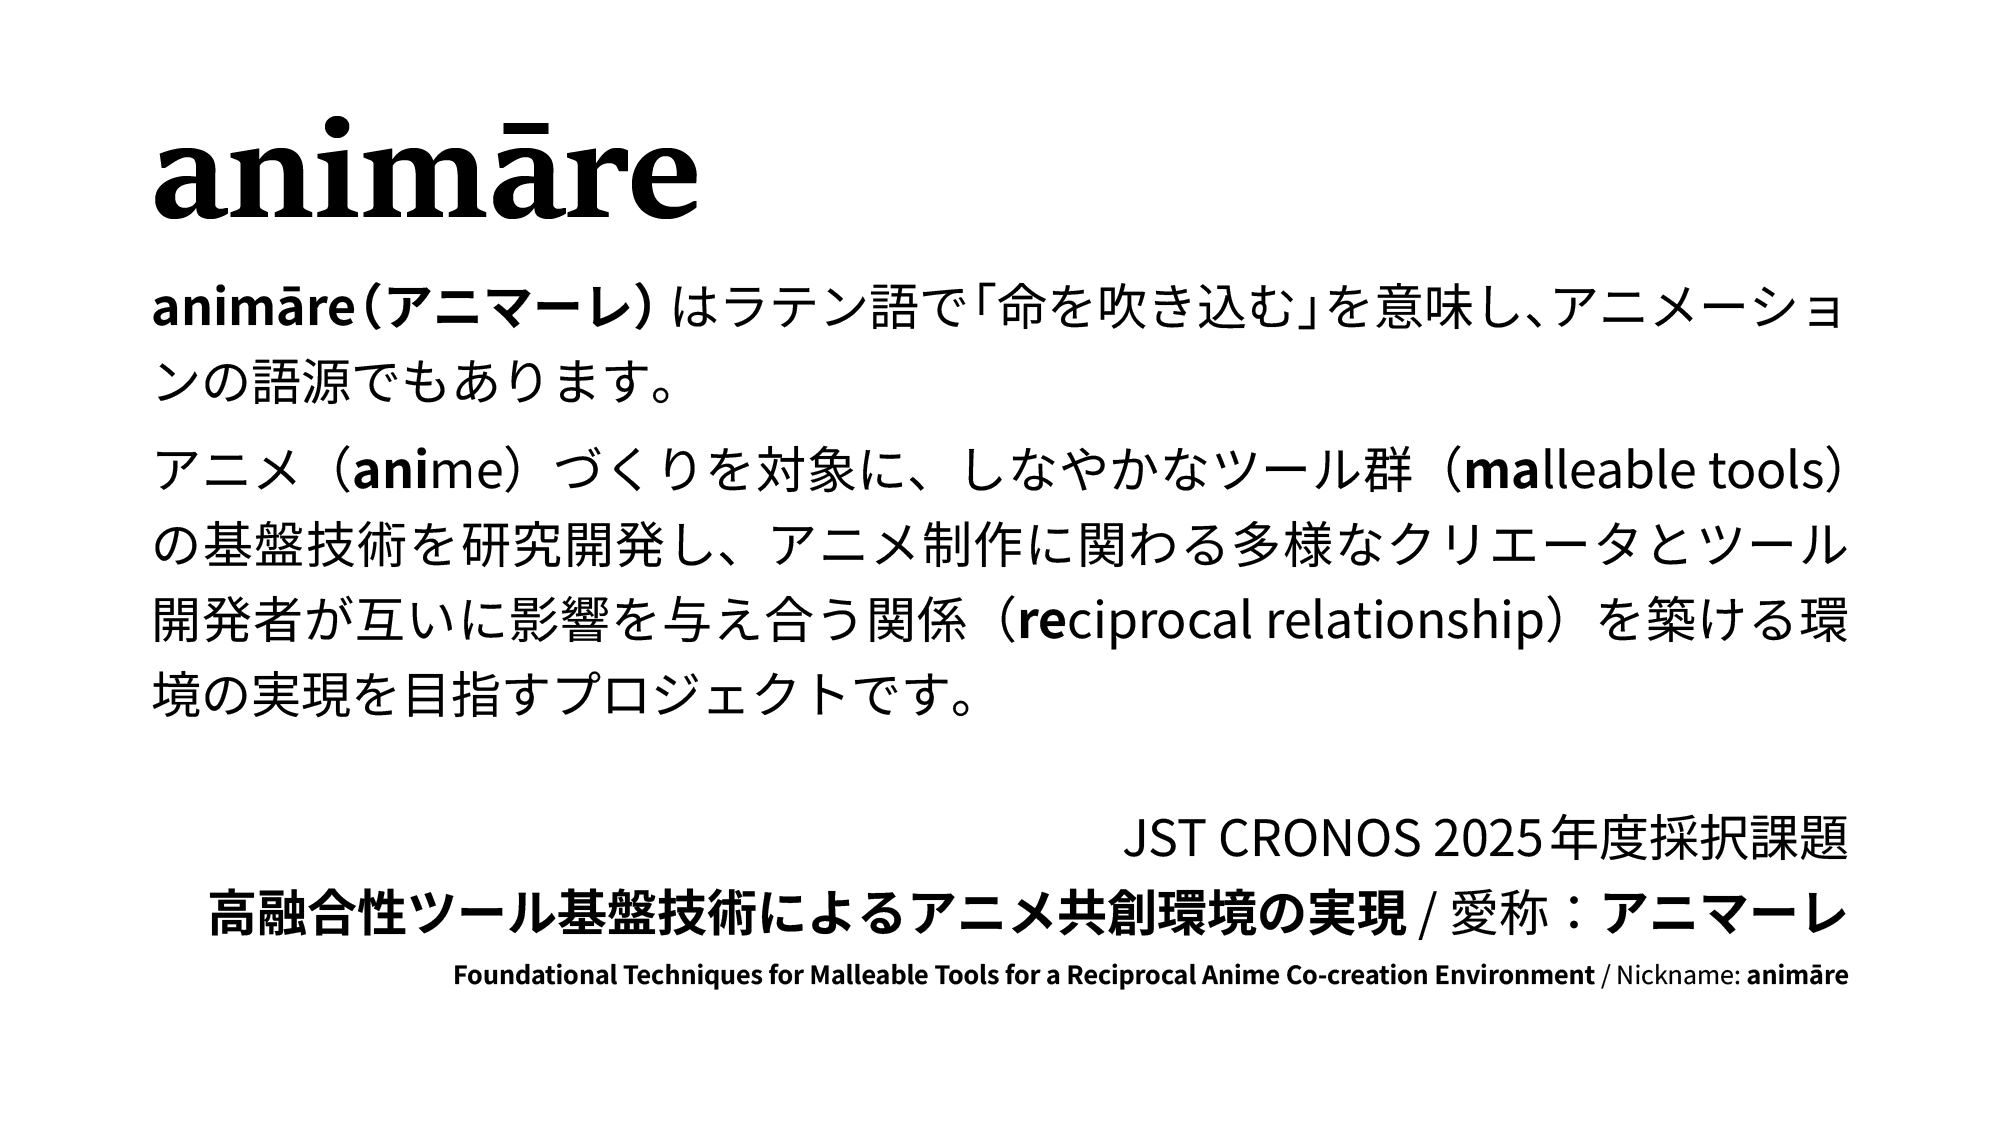 animāre
animāre（アニマーレ）はラテン語で「命を吹き込む」を意味し、アニメーショ
ンの語源でもあります。
アニメ（anime）づくりを対象に、しなやかなツール群（malleable tools）
の基盤技術を研究開発し、アニメ制作に関わる多様なクリエータとツール
開発者が互いに影響を与え合う関係（reciprocal relationship）を築ける環
境の実現を目指すプロジェクトです。
JST CRONOS 2025年度採択課題
高融合性ツール基盤技術によるアニメ共創環境の実現 / 愛称：アニマーレ
Foundational Techniques for Malleable Tools for a Reciprocal Anime Co-creation Environment / Nickname: animāre